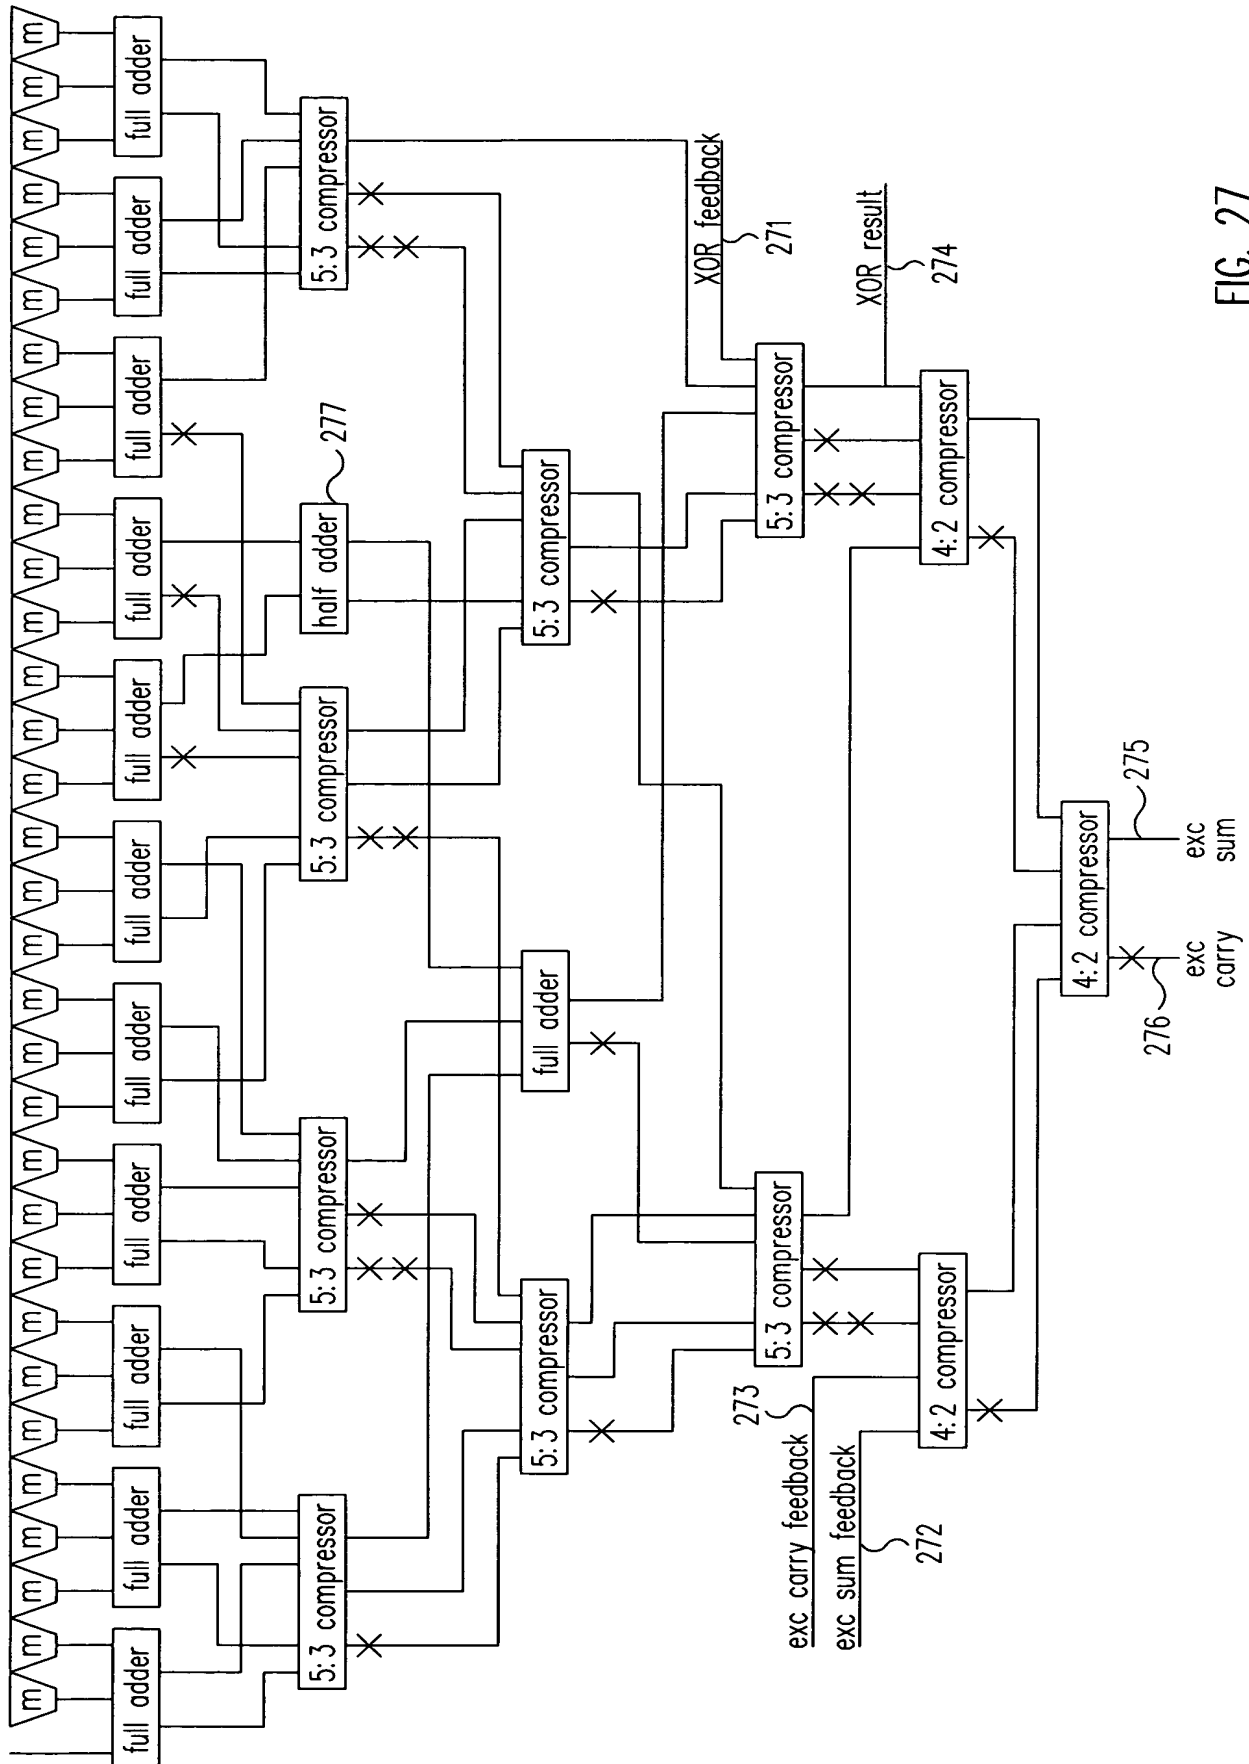 m m m m m m m m m m m m m m m m m m m m m m m m m m m m m m m m
full adder
full adder
full adder
full adder
full adder
full adder
full adder
full adder
full adder
full adder
full adder
5:3 compressor
5:3 compressor
5:3 compressor
half adder
277
5:3 compressor
5:3 compressor
full adder
5:3 compressor
XOR feedback
271
273
5:3 compressor
5:3 compressor
exc carry feedback
exc sum feedback
272
XOR result
274
4:2 compressor
4:2 compressor
4:2 compressor
276
275
exc carry
exc sum
FIG. 27